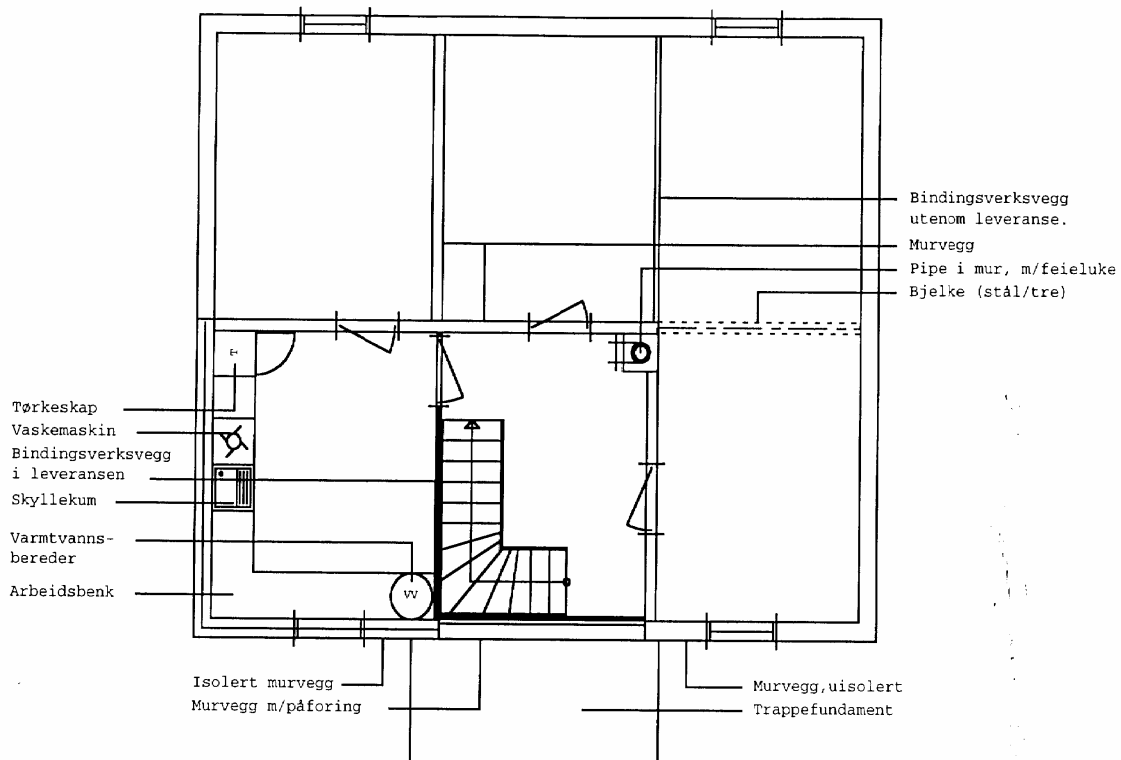 Bindingsverksvegg
utenom leveranse.
Murvegg
Pipe i mur, m/feieluke
Bjelke (stål/tre)
T
Tørkeskap
Vaskemaskin
Bindingsverksvegg
i leveransen
Skyllekum
Varmtvanns-
bereder
Arbeidsbenk
VV
Isolert murvegg
Murvegg m/påforing
Murvegg,uisolert
Trappefundament